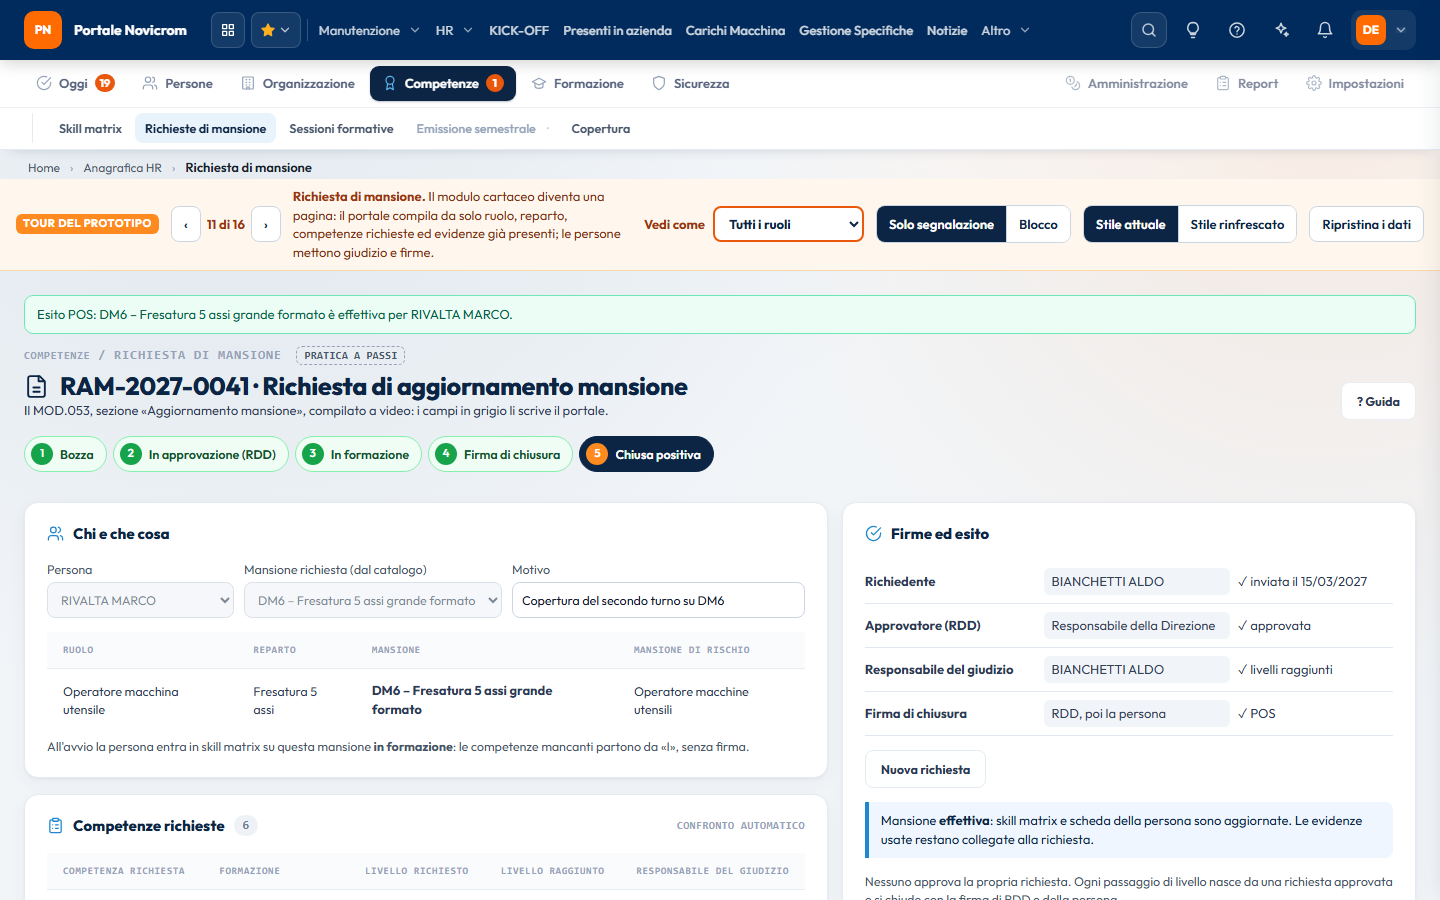 PN Portale Novicrom Manutenzione HR KICK-OFF Presenti in azienda Carichi Macchina Gestione Specifiche Notizie Altro DE
Oggi 19 Persone Organizzazione Competenze 1 Formazione Sicurezza Amministrazione Report Impostazioni
Skill matrix Richieste di mansione Sessioni formative Emissione semestrale · Copertura
Home › Anagrafica HR › Richiesta di mansione
TOUR DEL PROTOTIPO ‹ 11 di 16 ›
Richiesta di mansione. Il modulo cartaceo diventa una
pagina: il portale compila da solo ruolo, reparto,
competenze richieste ed evidenze già presenti; le persone
mettono giudizio e firme.
Vedi come Tutti i ruoli Solo segnalazione Blocco Stile attuale Stile rinfrescato Ripristina i dati
Esito POS: DM6 – Fresatura 5 assi grande formato è effettiva per RIVALTA MARCO.
COMPETENZE / RICHIESTA DI MANSIONE PRATICA A PASSI
RAM-2027-0041 · Richiesta di aggiornamento mansione
Il MOD.053, sezione «Aggiornamento mansione», compilato a video: i campi in grigio li scrive il portale.
? Guida
1 Bozza 2 In approvazione (RDD) 3 In formazione 4 Firma di chiusura 5 Chiusa positiva
Chi e che cosa
Persona Mansione richiesta (dal catalogo) Motivo
RIVALTA MARCO DM6 – Fresatura 5 assi grande formato Copertura del secondo turno su DM6
RUOLO REPARTO MANSIONE MANSIONE DI RISCHIO
Operatore macchina utensile Fresatura 5 assi DM6 – Fresatura 5 assi grande formato Operatore macchine utensili
All'avvio la persona entra in skill matrix su questa mansione in formazione: le competenze mancanti partono da «I», senza firma.
Competenze richieste 6 CONFRONTO AUTOMATICO
COMPETENZA RICHIESTA FORMAZIONE LIVELLO RICHIESTO LIVELLO RAGGIUNTO RESPONSABILE DEL GIUDIZIO
Firme ed esito
Richiedente BIANCHETTI ALDO ✓ inviata il 15/03/2027
Approvatore (RDD) Responsabile della Direzione ✓ approvata
Responsabile del giudizio BIANCHETTI ALDO ✓ livelli raggiunti
Firma di chiusura RDD, poi la persona ✓ POS
Nuova richiesta
Mansione effettiva: skill matrix e scheda della persona sono aggiornate. Le evidenze
usate restano collegate alla richiesta.
Nessuno approva la propria richiesta. Ogni passaggio di livello nasce da una richiesta approvata
e si chiude con la firma di RDD e della persona.